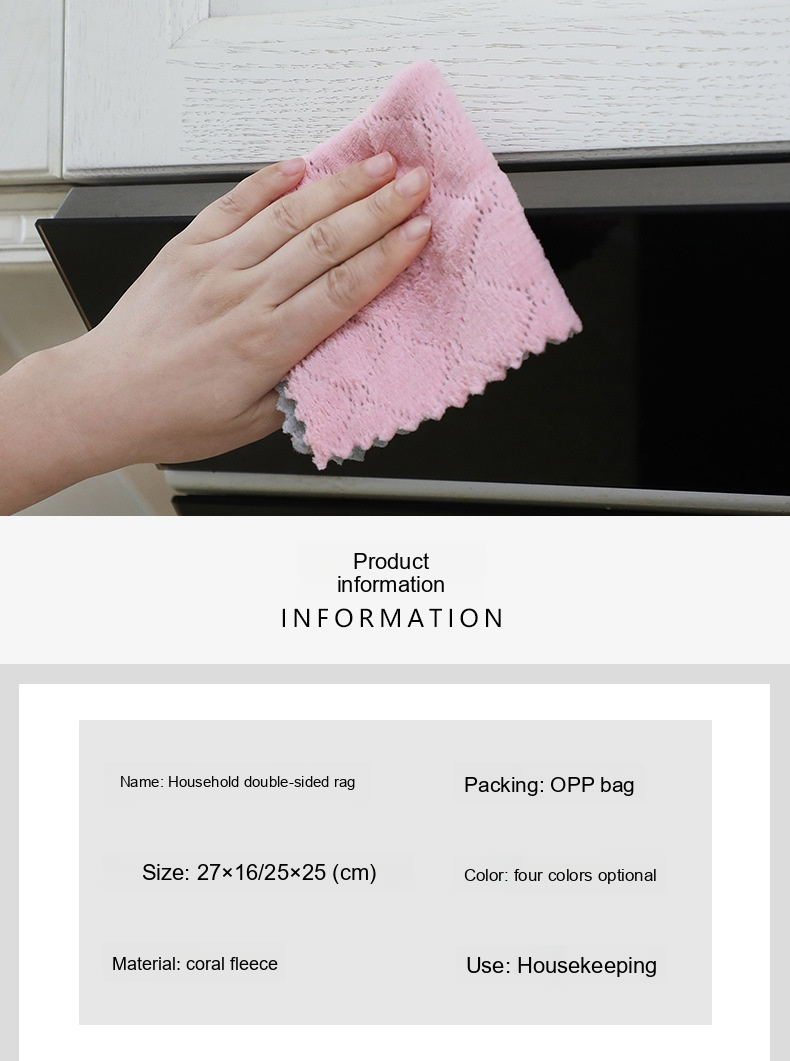 Product
information
INFORMATION
Name: Household double-sided rag
Packing: OPP bag
Size: 27×16/25×25 (cm)
Color: four colors optional
Material: coral fleece
Use: Housekeeping